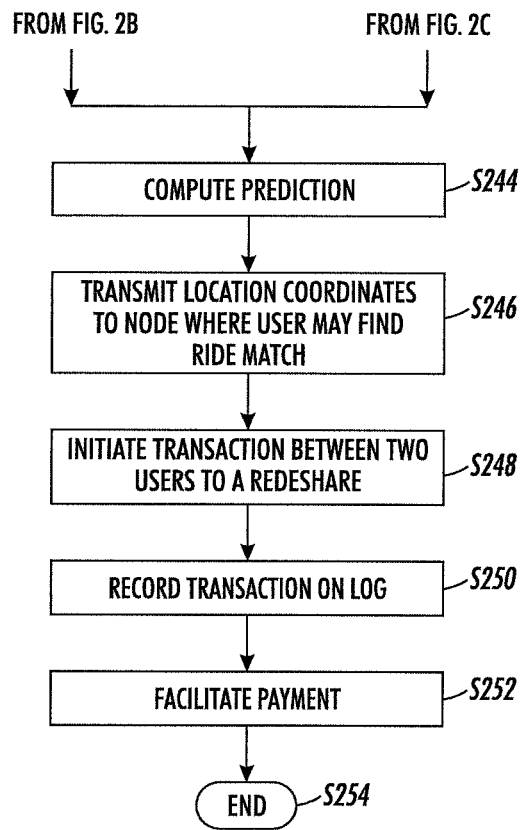 FROM FIG. 2B
FROM FIG. 2C
COMPUTE PREDICTION
S244
TRANSMIT LOCATION COORDINATES
TO NODE WHERE USER MAY FIND
RIDE MATCH
S246
INITIATE TRANSACTION BETWEEN TWO
USERS TO A REDESHARE
S248
RECORD TRANSACTION ON LOG
S250
FACILITATE PAYMENT
S252
END
S254